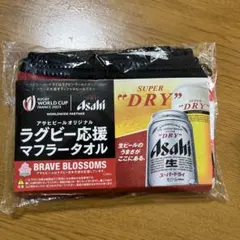 RUGBY
WORLD CUP
FRANCE 2023
Asahi
WORLDWIDE PARTNER
アサヒビールオリジナル
ラグビー応援
マフラータオル
BRAVE BLOSSOMS
SUPER
"DRY"
生ビールの
うまさが
ここにある。
"DRY"
Asahi
生
スーパードライ